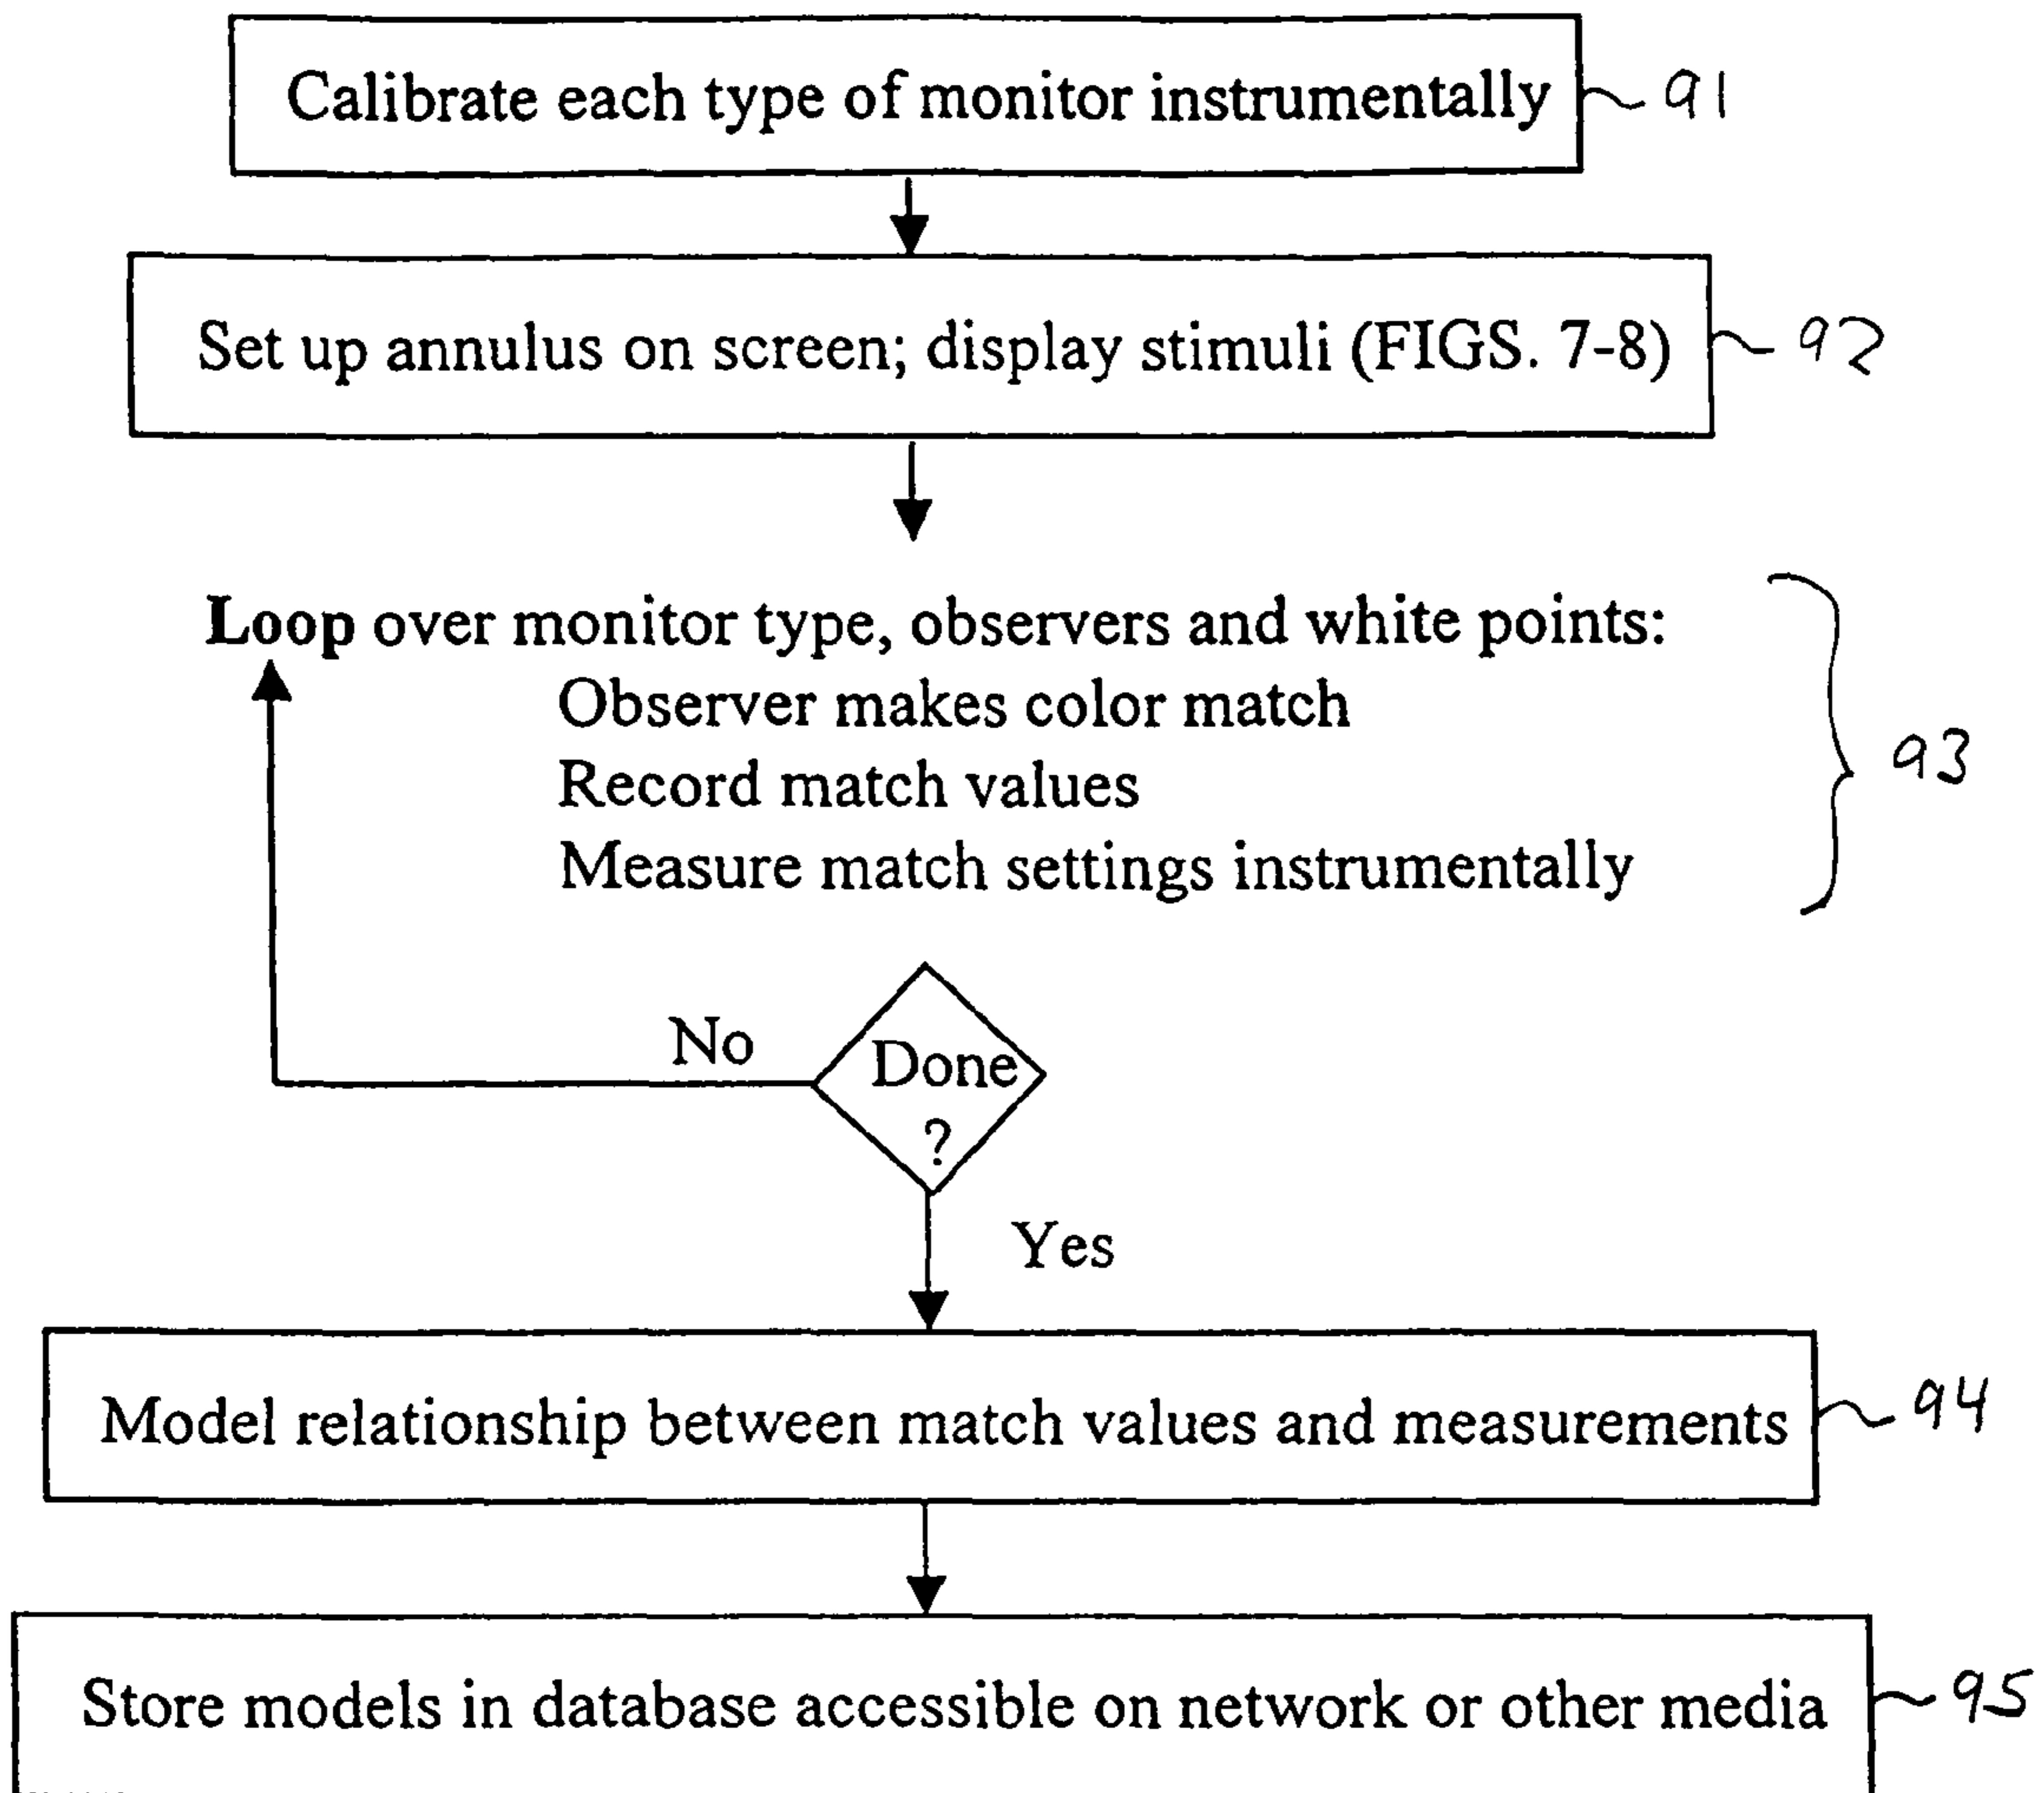 Calibrate each type of monitor instrumentally
91
Set up annulus on screen; display stimuli (FIGS. 7-8)
92
Loop over monitor type, observers and white points:
Observer makes color match
Record match values
Measure match settings instrumentally
93
No
Done
?
Yes
Model relationship between match values and measurements
94
Store models in database accessible on network or other media
95